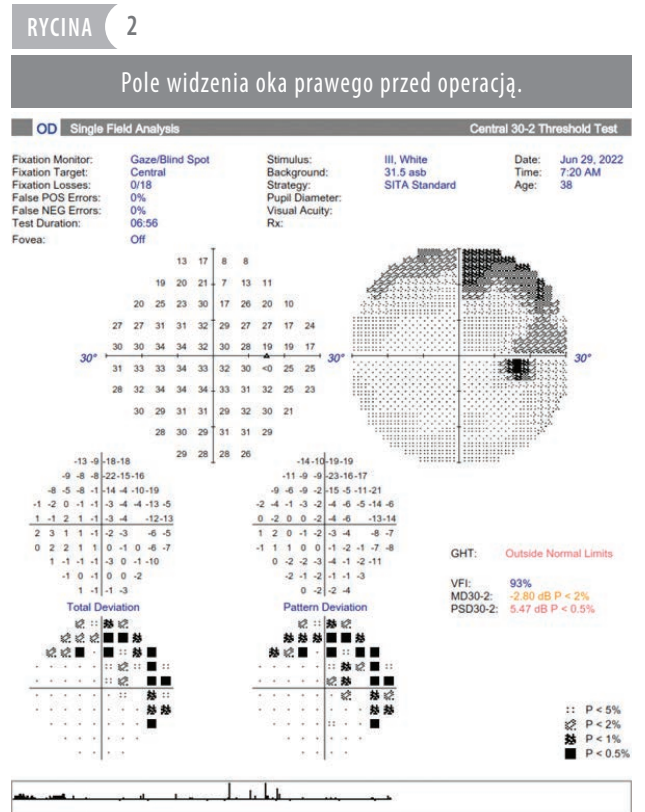 RYCINA 2
Pole widzenia oka prawego przed operacją.
OD Single Field Analysis Central 30-2 Threshold Test
Fixation Monitor: Gaze/Blind Spot Stimulus: III, White Date: Jun 29, 2022
Fixation Target: Central Background: 31.5 asb Time: 7:20 AM
Fixation Losses: 0/18 Strategy: SITA Standard Age: 38
False POS Errors: 0% Pupil Diameter:
False NEG Errors: 0% Visual Acuity:
Test Duration: 06:56 Rx:
Fovea: Off
13 17 8 8
19 20 21 7 13 11
20 25 23 30 17 26 20 10
27 27 31 31 32 29 27 27 17 24
30 30 34 34 32 30 28 19 19 17
30° 30° 30°
31 33 33 34 33 32 30 <0 25 25
28 32 34 34 34 33 31 32 25 23
30 29 31 31 29 32 30 21
28 30 29 31 31 29
29 28 28 26
-13 -9 -18 -18 -14 -10 -19 -19
-9 -8 -8 -22 -15 -16 -11 -9 -9 -23 -16 -17
-8 -5 -8 -1 -14 -4 -10 -19 -9 -6 -9 -2 -15 -5 -11 -21
-1 -2 0 -1 -1 -3 -4 -4 -13 -5 -2 -4 -1 -3 -2 -4 -6 -5 -14 -6
1 -1 2 1 -1 -3 -4 -12 -13 0 -2 0 0 -2 -4 -6 -13 -14
2 3 1 1 -1 -2 -3 -6 -5 1 2 0 -1 -2 -3 -4 -8 -7
0 2 2 1 1 0 -1 0 -6 -7 -1 1 1 0 0 -1 -2 -1 -7 -8
1 -1 -1 -1 -3 0 -1 -10 0 -2 -2 -3 -4 -1 -2 -11
-1 0 -1 0 0 -2 -2 -1 -2 -1 -1 -3
1 -1 -1 -3 0 -2 -2 -4
GHT: Outside Normal Limits
VFI: 93%
MD30-2: -2.80 dB P < 2%
PSD30-2: 5.47 dB P < 0.5%
Total Deviation Pattern Deviation
P < 5%
P < 2%
P < 1%
P < 0.5%